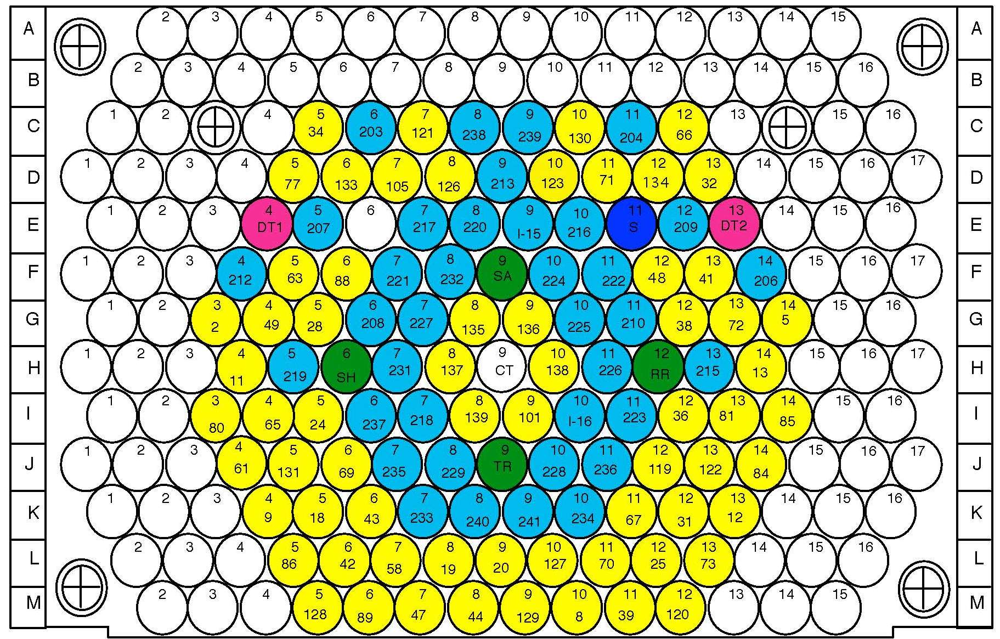 A 2 3 4 5 6 7 8 9 10 11 12 13 14 15 A
B 2 3 4 5 6 7 8 9 10 11 12 13 14 15 16 B
C 1 2 4 5 6 7 8 9 10 11 12 13 15 16 C
34 203 121 238 239 130 204 66
D 1 2 3 4 5 6 7 8 9 10 11 12 13 14 15 16 17 D
77 133 105 126 213 123 71 134 32
E 1 2 3 4 5 6 7 8 9 10 11 12 13 14 15 16 E
DT1 207 217 220 I-15 216 S 209 DT2
F 1 2 3 4 5 6 7 8 9 10 11 12 13 14 15 16 17 F
212 63 88 221 232 SA 224 222 48 41 206
G 1 2 3 4 5 6 7 8 9 10 11 12 13 14 15 16 G
2 49 28 208 227 135 136 225 210 38 72 5
H 1 2 3 4 5 6 7 8 9 10 11 12 13 14 15 16 17 H
11 219 SH 231 137 CT 138 226 RR 215 13
I 1 2 3 4 5 6 7 8 9 10 11 12 13 14 15 16 I
80 65 24 237 218 139 101 I-16 223 36 81 85
J 1 2 3 4 5 6 7 8 9 10 11 12 13 14 15 16 17 J
61 131 69 235 229 TR 228 236 119 122 84
K 1 2 3 4 5 6 7 8 9 10 11 12 13 14 15 16 K
9 18 43 233 240 241 234 67 31 12
L 2 3 4 5 6 7 8 9 10 11 12 13 14 15 16 L
86 42 58 19 20 127 70 25 73
M 2 3 4 5 6 7 8 9 10 11 12 13 14 15 M
128 89 47 44 129 8 39 120